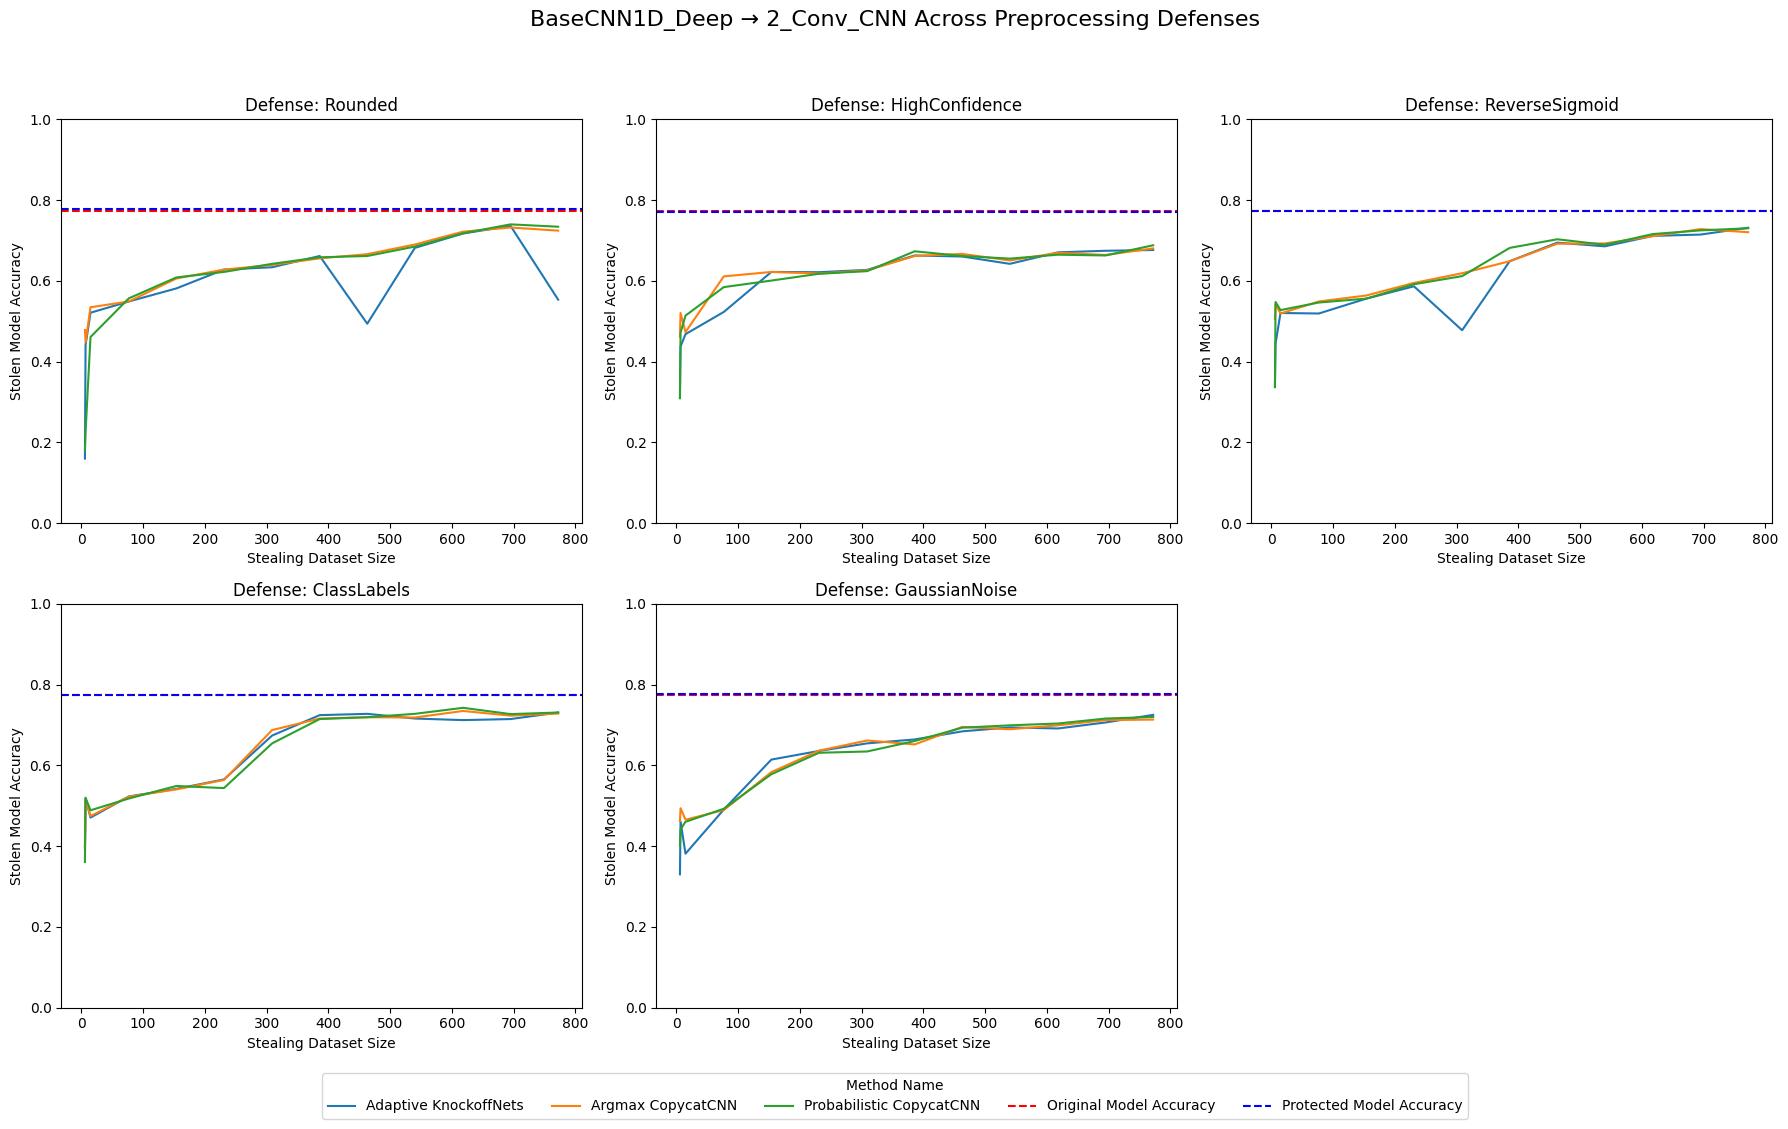 BaseCNN1D_Deep → 2_Conv_CNN Across Preprocessing Defenses
Defense: Rounded
1.0
0.8
0.6
0.4
0.2
0.0
Stolen Model Accuracy
0 100 200 300 400 500 600 700 800
Stealing Dataset Size
Defense: HighConfidence
1.0
0.8
0.6
0.4
0.2
0.0
Stolen Model Accuracy
0 100 200 300 400 500 600 700 800
Stealing Dataset Size
Defense: ReverseSigmoid
1.0
0.8
0.6
0.4
0.2
0.0
Stolen Model Accuracy
0 100 200 300 400 500 600 700 800
Stealing Dataset Size
Defense: ClassLabels
1.0
0.8
0.6
0.4
0.2
0.0
Stolen Model Accuracy
0 100 200 300 400 500 600 700 800
Stealing Dataset Size
Defense: GaussianNoise
1.0
0.8
0.6
0.4
0.2
0.0
Stolen Model Accuracy
0 100 200 300 400 500 600 700 800
Stealing Dataset Size
Method Name
Adaptive KnockoffNets Argmax CopycatCNN Probabilistic CopycatCNN Original Model Accuracy Protected Model Accuracy